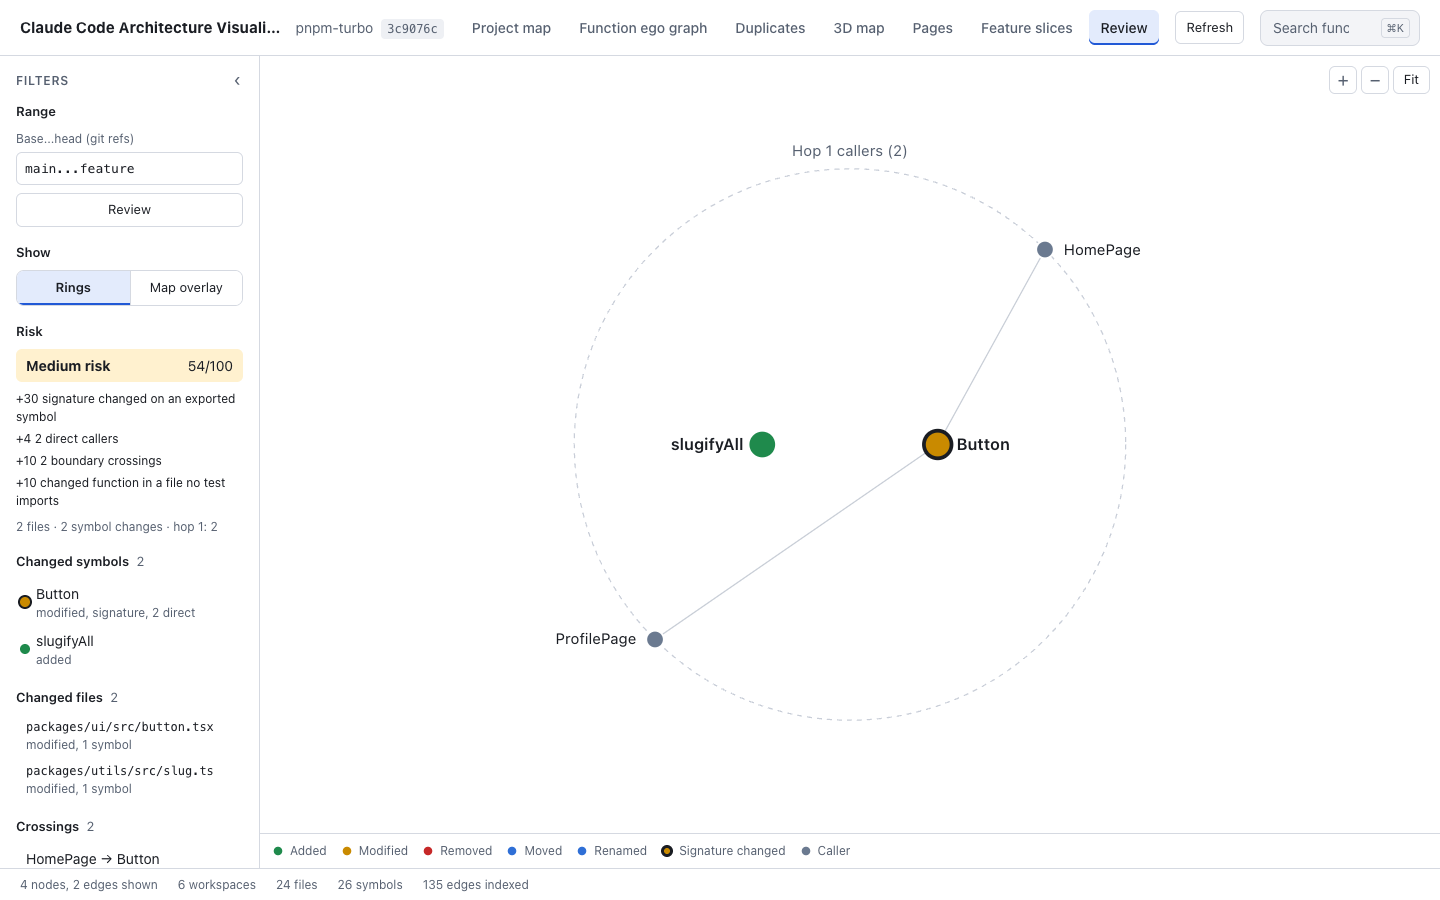 Claude Code Architecture Visuali...
pnpm-turbo
3c9076c
Project map
Function ego graph
Duplicates
3D map
Pages
Feature slices
Review
Refresh
Search func
⌘K
FILTERS
Range
Base...head (git refs)
main...feature
Review
Show
Rings
Map overlay
Risk
Medium risk
54/100
+30 signature changed on an exported
symbol
+4 2 direct callers
+10 2 boundary crossings
+10 changed function in a file no test
imports
2 files · 2 symbol changes · hop 1: 2
Changed symbols 2
Button
modified, signature, 2 direct
slugifyAll
added
Changed files 2
packages/ui/src/button.tsx
modified, 1 symbol
packages/utils/src/slug.ts
modified, 1 symbol
Crossings 2
HomePage → Button
+
−
Fit
Hop 1 callers (2)
HomePage
slugifyAll
Button
ProfilePage
Added
Modified
Removed
Moved
Renamed
Signature changed
Caller
4 nodes, 2 edges shown
6 workspaces
24 files
26 symbols
135 edges indexed